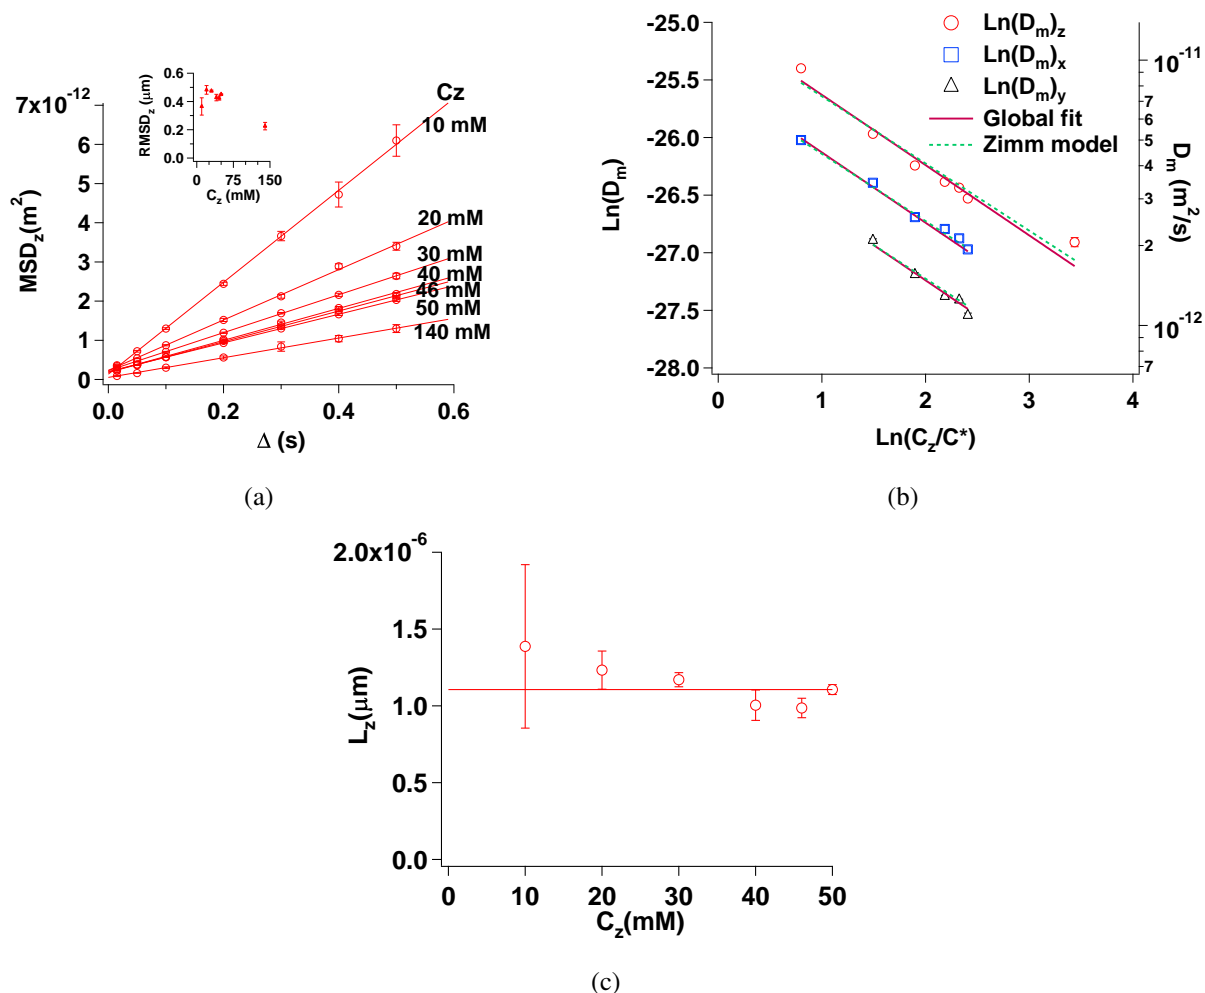 7x10^-12
6
5
4
3
2
1
0
MSD_z(m^2)
0.0
0.2
0.4
0.6
Δ (s)
0.6
0.4
0.2
0.0
RMSD_z (μm)
0
75
150
C_z (mM)
Cz
10 mM
20 mM
30 mM
40 mM
46 mM
50 mM
140 mM
(a)
-25.0
-25.5
-26.0
-26.5
-27.0
-27.5
-28.0
Ln(D_m)
0
1
2
3
4
Ln(C_z/C*)
Ln(D_m)_z
Ln(D_m)_x
Ln(D_m)_y
Global fit
Zimm model
10^-11
7
5
4
3
2
10^-12
7
D_m (m^2/s)
(b)
2.0x10^-6
1.5
1.0
0.5
0.0
L_z(μm)
0
10
20
30
40
50
C_z(mM)
(c)